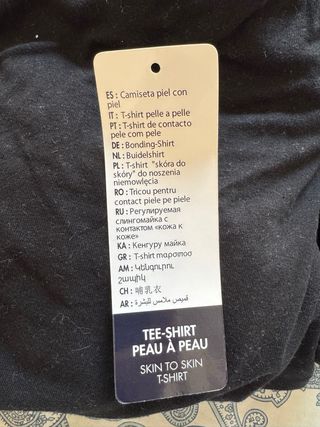 ES : Camiseta piel con
piel
IT : T-shirt pelle a pelle
PT : T-shirt de contacto
pele com pele
DE : Bonding-Shirt
NL : Buidelshirt
PL : T-shirt "skóra do
skóry" do noszenia
niemowlęcia
RO : Tricou pentru
contact piele pe piele
RU : Регулируемая
слингомайка с
контактом «кожа к
коже»
KA : Кенгуру майка
GR : T-shirt μαρσποσ
AM : Կենգուրու
շապիկ
CH : 哺乳衣
AR : قميص ملامس للبشرة
TEE-SHIRT
PEAU À PEAU
SKIN TO SKIN
T-SHIRT